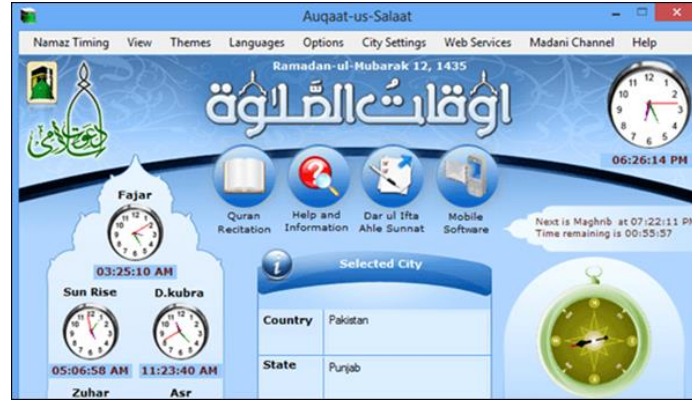 Auqaat-us-Salaat
Namaz Timing View Themes Languages Options City Settings Web Services Madani Channel Help
Ramadan-ul-Mubarak 12, 1435
اوقاتُ الصَّلوٰة
دعوتِ اسلامی
06:26:14 PM
Fajar
03:25:10 AM
Quran
Recitation
Help and
Information
Dar ul Ifta
Ahle Sunnat
Mobile
Software
Next is Maghrib at 07:22:11 PM
Time remaining is 00:55:57
Sun Rise D.kubra
05:06:58 AM 11:23:40 AM
Zuhar Asr
Selected City
Country Pakistan
State Punjab